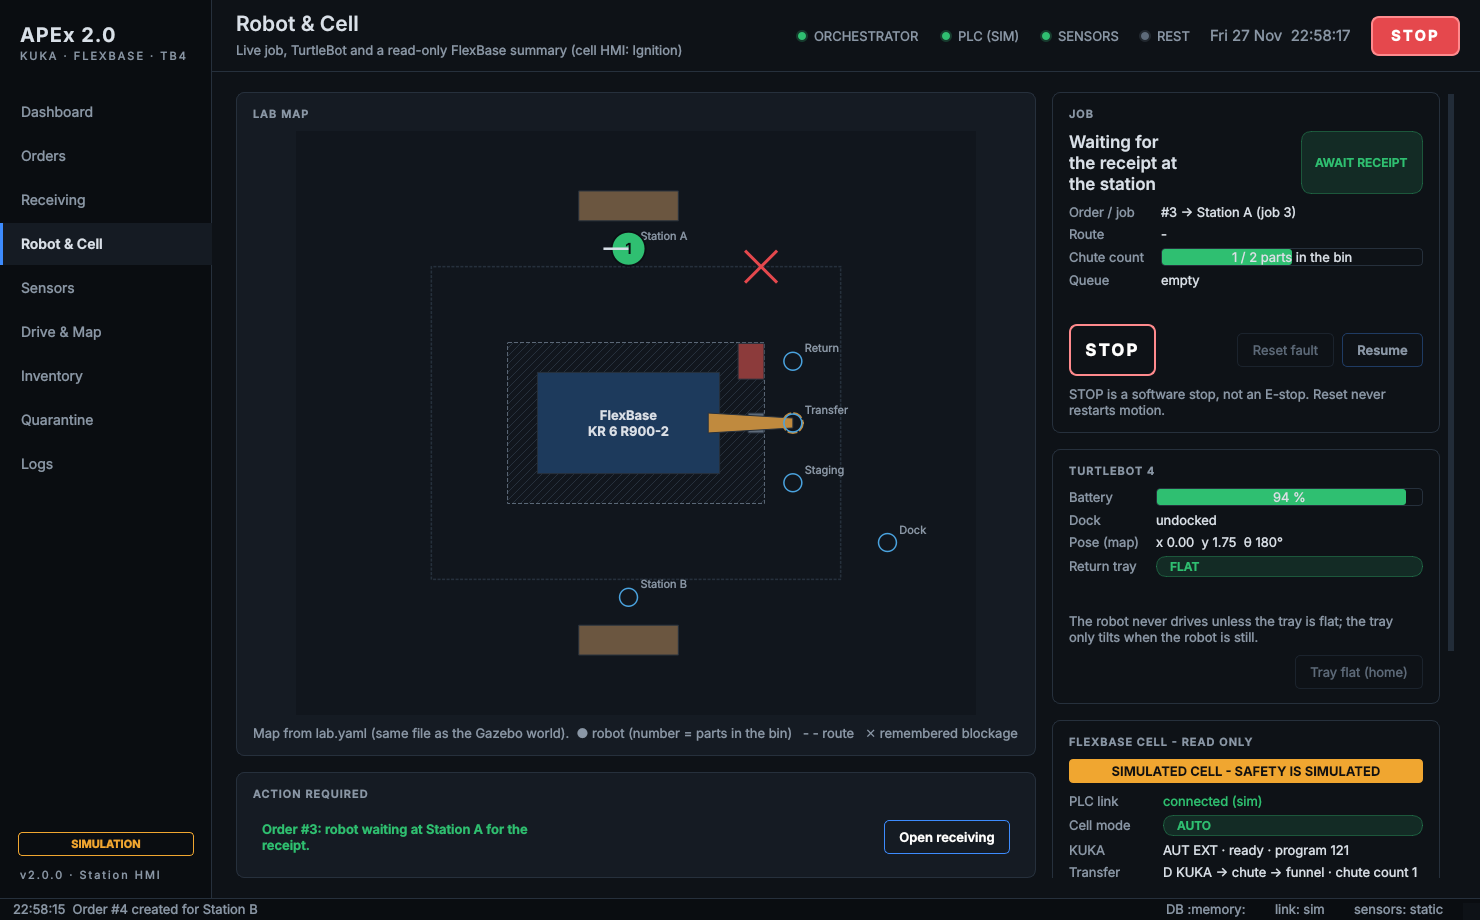 APEx 2.0
KUKA · FLEXBASE · TB4
Dashboard
Orders
Receiving
Robot & Cell
Sensors
Drive & Map
Inventory
Quarantine
Logs
SIMULATION
v2.0.0 · Station HMI
Robot & Cell
Live job, TurtleBot and a read-only FlexBase summary (cell HMI: Ignition)
ORCHESTRATOR
PLC (SIM)
SENSORS
REST
Fri 27 Nov 22:58:17
STOP
LAB MAP
Station A
1
Return
FlexBase
KR 6 R900-2
Transfer
Staging
Dock
Station B
Map from lab.yaml (same file as the Gazebo world). ● robot (number = parts in the bin) - - route × remembered blockage
ACTION REQUIRED
Order #3: robot waiting at Station A for the
receipt.
Open receiving
JOB
Waiting for
the receipt at
the station
AWAIT RECEIPT
Order / job #3 → Station A (job 3)
Route -
Chute count 1 / 2 parts in the bin
Queue empty
STOP
Reset fault
Resume
STOP is a software stop, not an E-stop. Reset never
restarts motion.
TURTLEBOT 4
Battery 94 %
Dock undocked
Pose (map) x 0.00 y 1.75 θ 180°
Return tray FLAT
The robot never drives unless the tray is flat; the tray
only tilts when the robot is still.
Tray flat (home)
FLEXBASE CELL - READ ONLY
SIMULATED CELL - SAFETY IS SIMULATED
PLC link connected (sim)
Cell mode AUTO
KUKA AUT EXT · ready · program 121
Transfer D KUKA → chute → funnel · chute count 1
22:58:15 Order #4 created for Station B
DB :memory:
link: sim
sensors: static